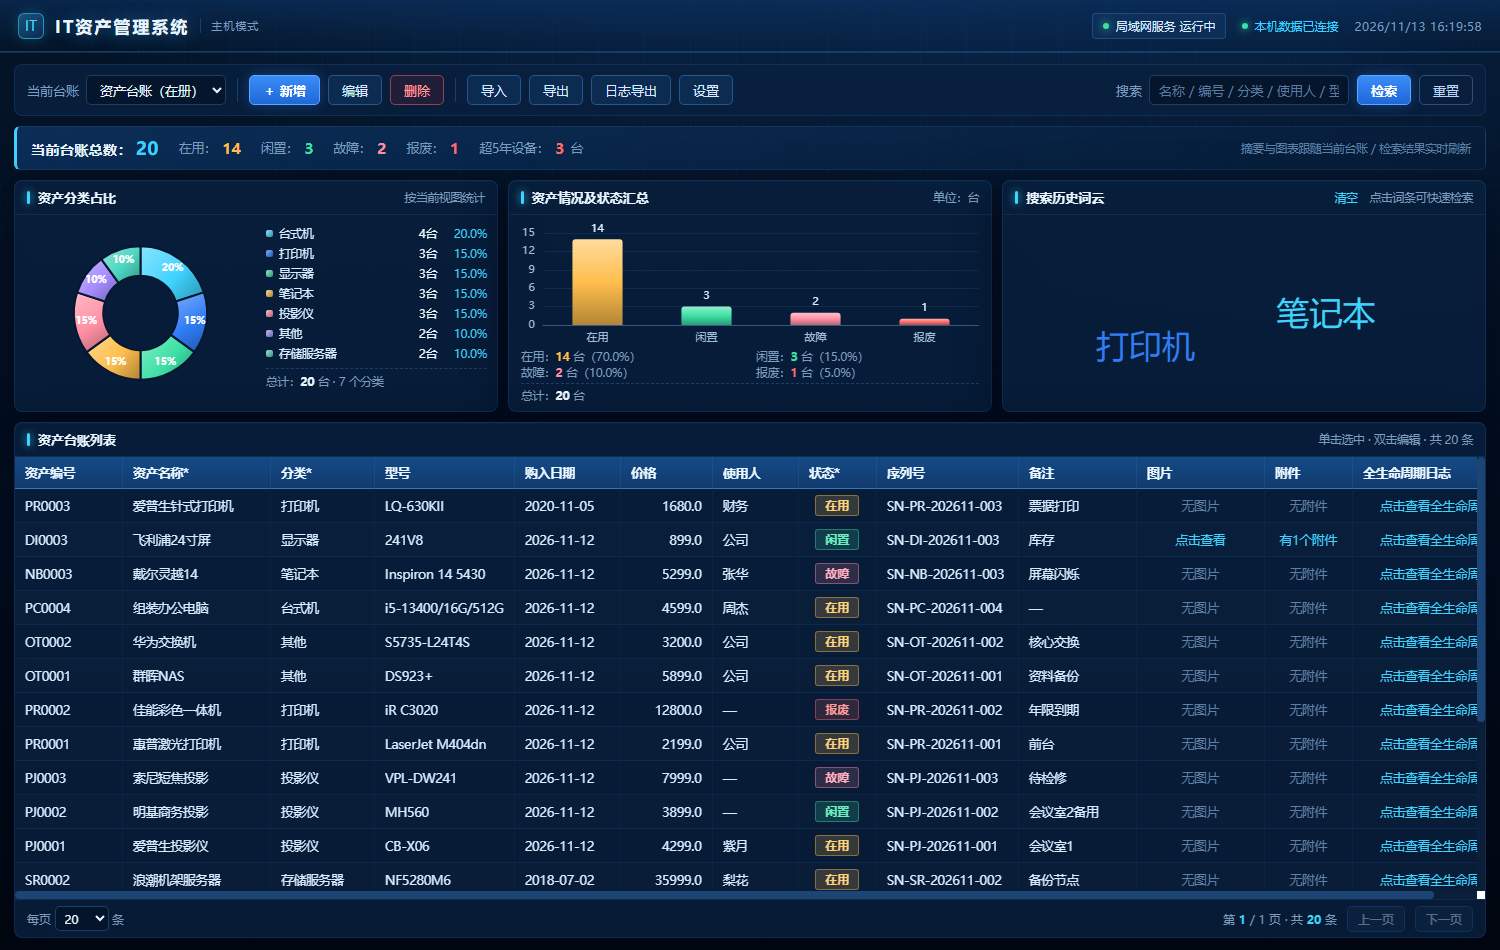 IT IT资产管理系统 主机模式 局域网服务 运行中 本机数据已连接 2026/11/13 16:19:58
当前台账 资产台账（在册） + 新增 编辑 删除 导入 导出 日志导出 设置 搜索 名称 / 编号 / 分类 / 使用人 / 型 检索 重置
当前台账总数： 20 在用： 14 闲置： 3 故障： 2 报废： 1 超5年设备： 3 台 摘要与图表跟随当前台账 / 检索结果实时刷新
资产分类占比 按当前视图统计
20%
15%
15%
15%
15%
10%
10%
台式机 4台 20.0%
打印机 3台 15.0%
显示器 3台 15.0%
笔记本 3台 15.0%
投影仪 3台 15.0%
其他 2台 10.0%
存储服务器 2台 10.0%
总计： 20 台 · 7 个分类
资产情况及状态汇总 单位：台
15
12
9
6
3
0
14 3 2 1
在用 闲置 故障 报废
在用： 14 台 (70.0%) 闲置： 3 台 (15.0%)
故障： 2 台 (10.0%) 报废： 1 台 (5.0%)
总计： 20 台
搜索历史词云 清空 点击词条可快速检索
笔记本
打印机
资产台账列表 单击选中 · 双击编辑 · 共 20 条
资产编号 资产名称* 分类* 型号 购入日期 价格 使用人 状态* 序列号 备注 图片 附件 全生命周期日志
PR0003 爱普生针式打印机 打印机 LQ-630KII 2020-11-05 1680.0 财务 在用 SN-PR-202611-003 票据打印 无图片 无附件 点击查看全生命周
DI0003 飞利浦24寸屏 显示器 241V8 2026-11-12 899.0 公司 闲置 SN-DI-202611-003 库存 点击查看 有1个附件 点击查看全生命周
NB0003 戴尔灵越14 笔记本 Inspiron 14 5430 2026-11-12 5299.0 张华 故障 SN-NB-202611-003 屏幕闪烁 无图片 无附件 点击查看全生命周
PC0004 组装办公电脑 台式机 i5-13400/16G/512G 2026-11-12 4599.0 周杰 在用 SN-PC-202611-004 — 无图片 无附件 点击查看全生命周
OT0002 华为交换机 其他 S5735-L24T4S 2026-11-12 3200.0 公司 在用 SN-OT-202611-002 核心交换 无图片 无附件 点击查看全生命周
OT0001 群晖NAS 其他 DS923+ 2026-11-12 5899.0 公司 在用 SN-OT-202611-001 资料备份 无图片 无附件 点击查看全生命周
PR0002 佳能彩色一体机 打印机 iR C3020 2026-11-12 12800.0 — 报废 SN-PR-202611-002 年限到期 无图片 无附件 点击查看全生命周
PR0001 惠普激光打印机 打印机 LaserJet M404dn 2026-11-12 2199.0 公司 在用 SN-PR-202611-001 前台 无图片 无附件 点击查看全生命周
PJ0003 索尼短焦投影 投影仪 VPL-DW241 2026-11-12 7999.0 — 故障 SN-PJ-202611-003 待检修 无图片 无附件 点击查看全生命周
PJ0002 明基商务投影 投影仪 MH560 2026-11-12 3899.0 — 闲置 SN-PJ-202611-002 会议室2备用 无图片 无附件 点击查看全生命周
PJ0001 爱普生投影仪 投影仪 CB-X06 2026-11-12 4299.0 紫月 在用 SN-PJ-202611-001 会议室1 无图片 无附件 点击查看全生命周
SR0002 浪潮机架服务器 存储服务器 NF5280M6 2018-07-02 35999.0 梨花 在用 SN-SR-202611-002 备份节点 无图片 无附件 点击查看全生命周
每页 20 条 第 1 / 1 页 · 共 20 条 上一页 下一页